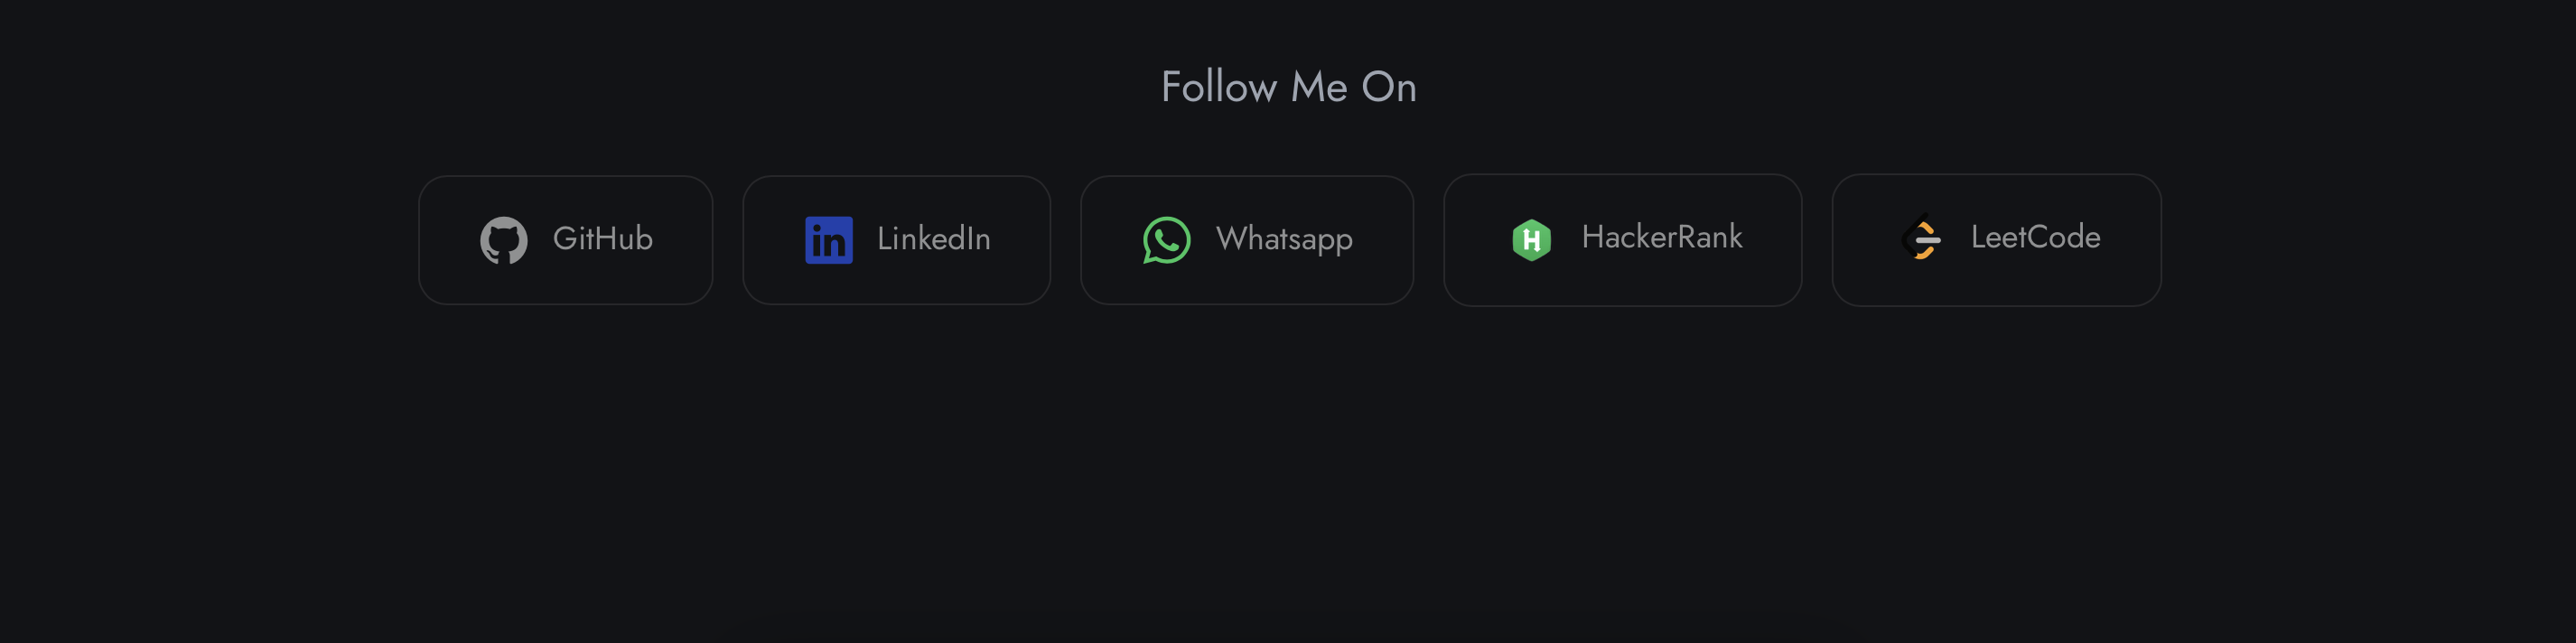 Follow Me On
GitHub
LinkedIn
Whatsapp
HackerRank
LeetCode